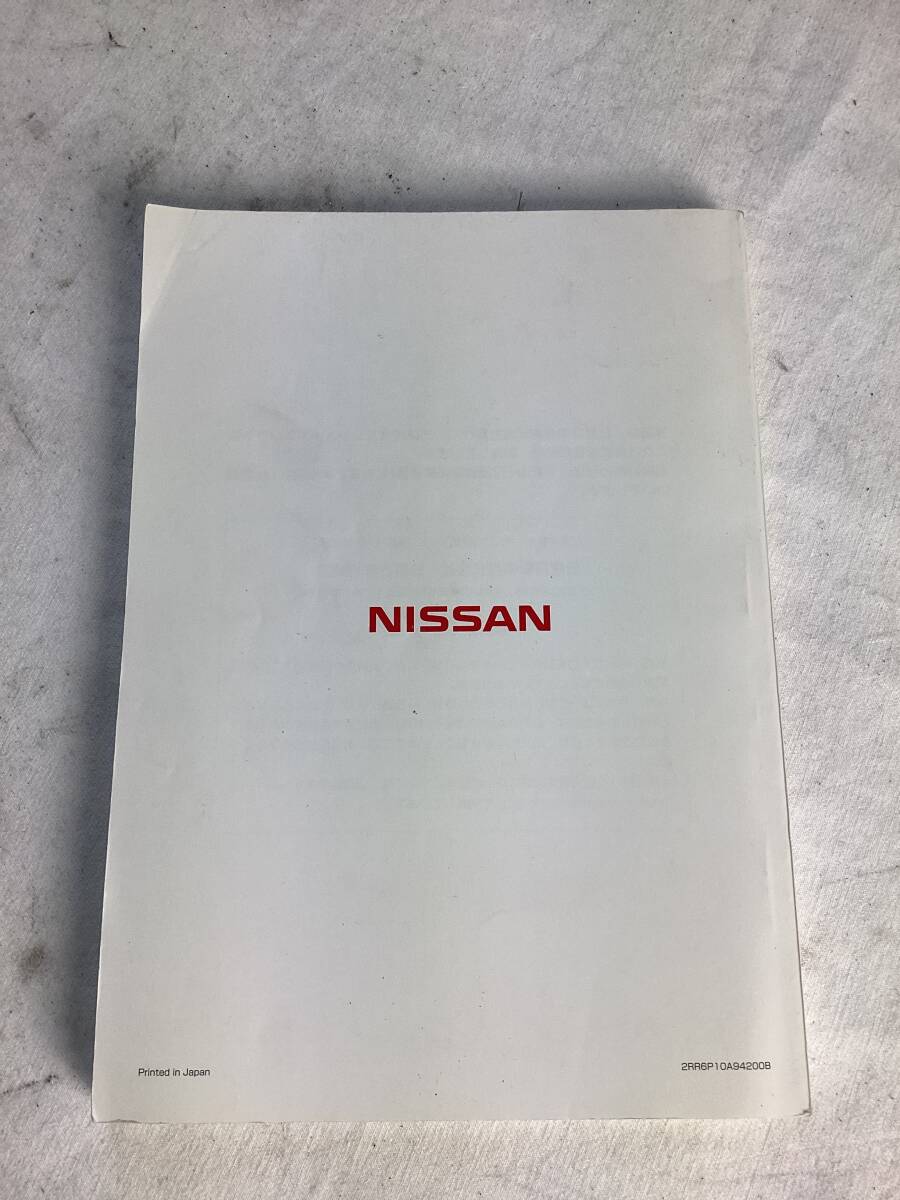 NISSAN
Printed in Japan
2RR6P10A94200B